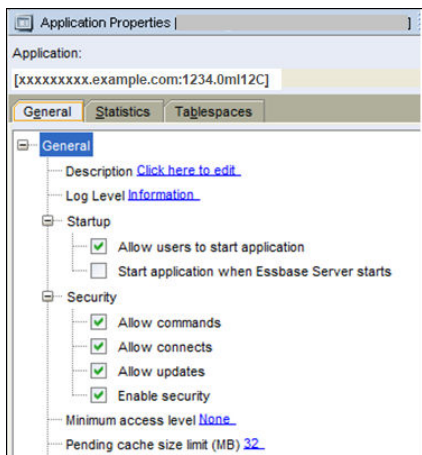 Application Properties | ]
Application:
[xxxxxxxxx.example.com:1234.0ml12C]
General Statistics Tablespaces
General
Description Click here to edit
Log Level Information
Startup
Allow users to start application
Start application when Essbase Server starts
Security
Allow commands
Allow connects
Allow updates
Enable security
Minimum access level None
Pending cache size limit (MB) 32